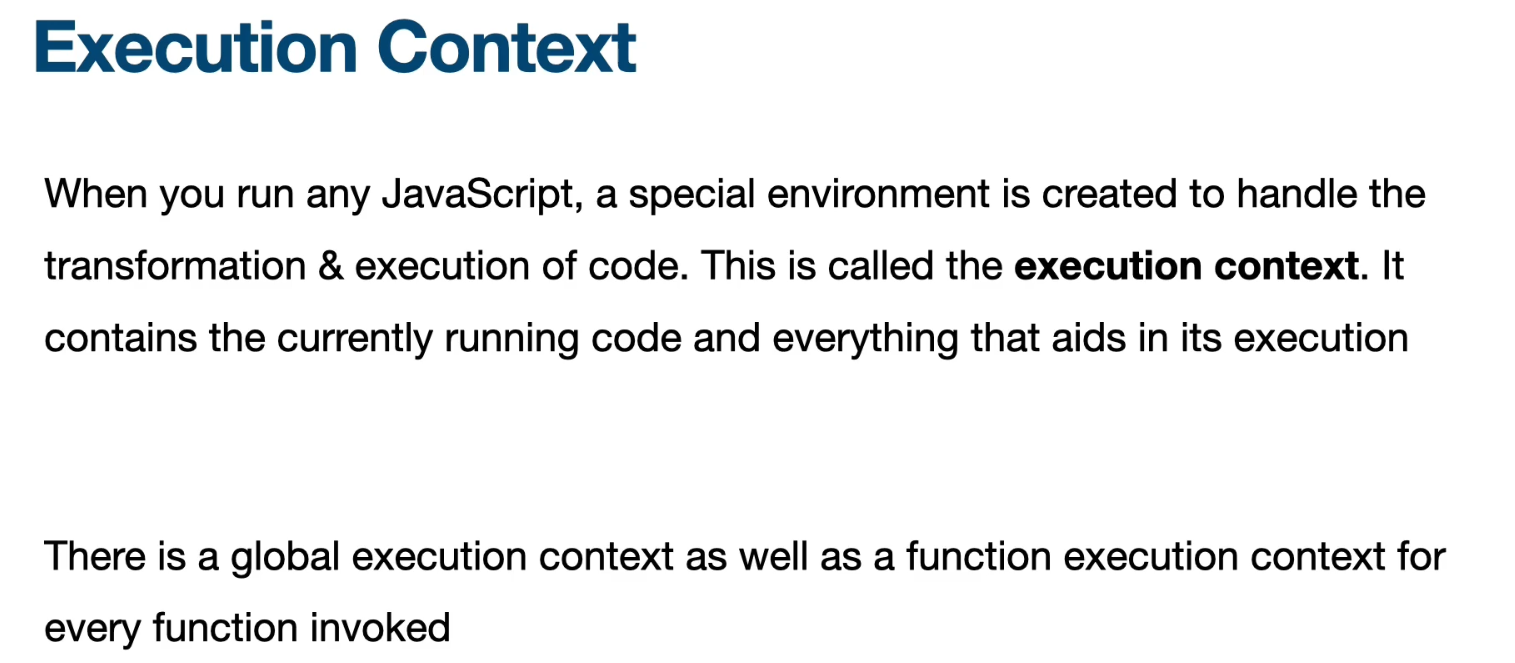 Execution Context
When you run any JavaScript, a special environment is created to handle the
transformation & execution of code. This is called the execution context. It
contains the currently running code and everything that aids in its execution
There is a global execution context as well as a function execution context for
every function invoked